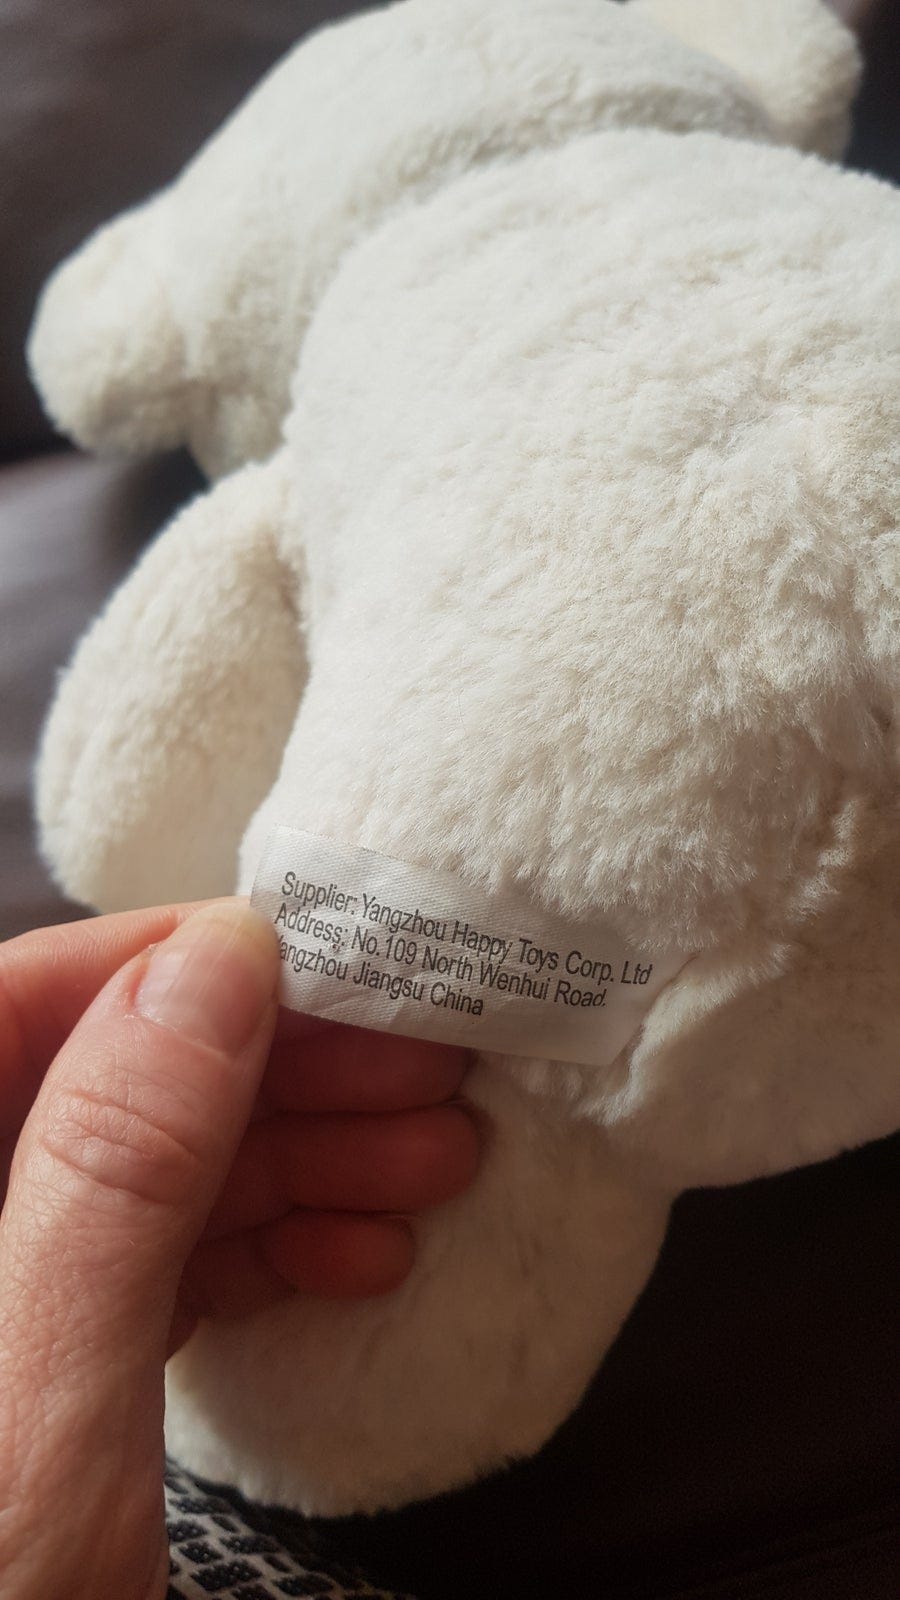 Supplier: Yangzhou Happy Toys Corp. Ltd
Address: No.109 North Wenhui Road.
Yangzhou Jiangsu China